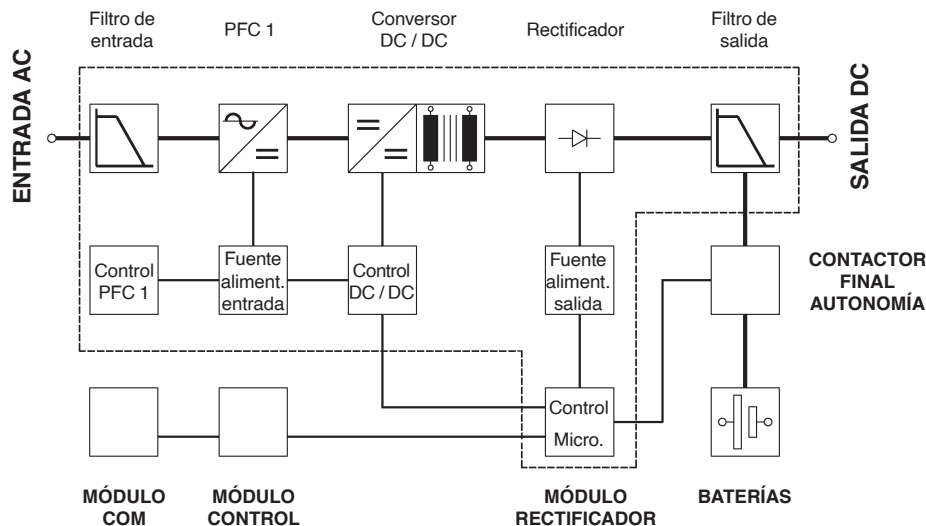 Filtro de
entrada
PFC 1
Conversor
DC / DC
Rectificador
Filtro de
salida
ENTRADA AC
SALIDA DC
Control
PFC 1
Fuente
aliment.
entrada
Control
DC / DC
Fuente
aliment.
salida
CONTACTOR
FINAL
AUTONOMÍA
Control
Micro.
MÓDULO
COM
MÓDULO
CONTROL
MÓDULO
RECTIFICADOR
BATERÍAS